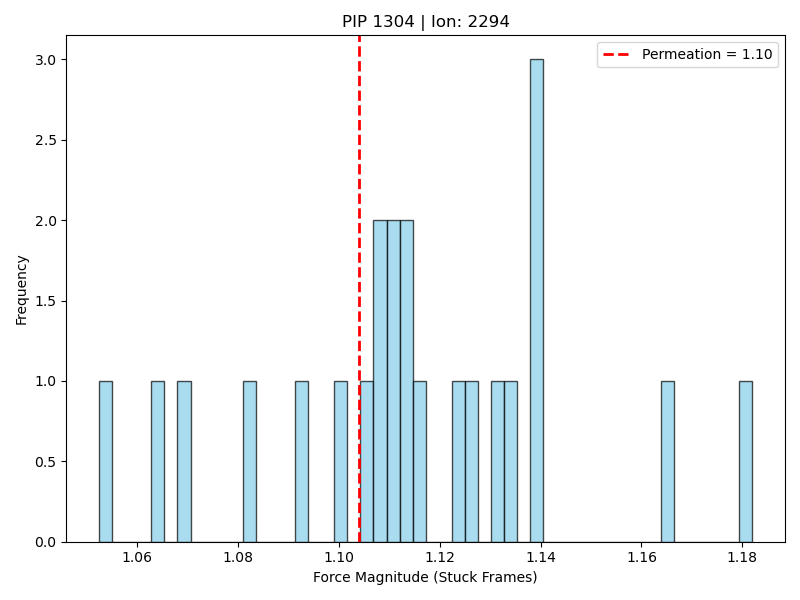 PIP 1304 | Ion: 2294
Permeation = 1.10
Frequency
3.0
2.5
2.0
1.5
1.0
0.5
0.0
1.06 1.08 1.10 1.12 1.14 1.16 1.18
Force Magnitude (Stuck Frames)